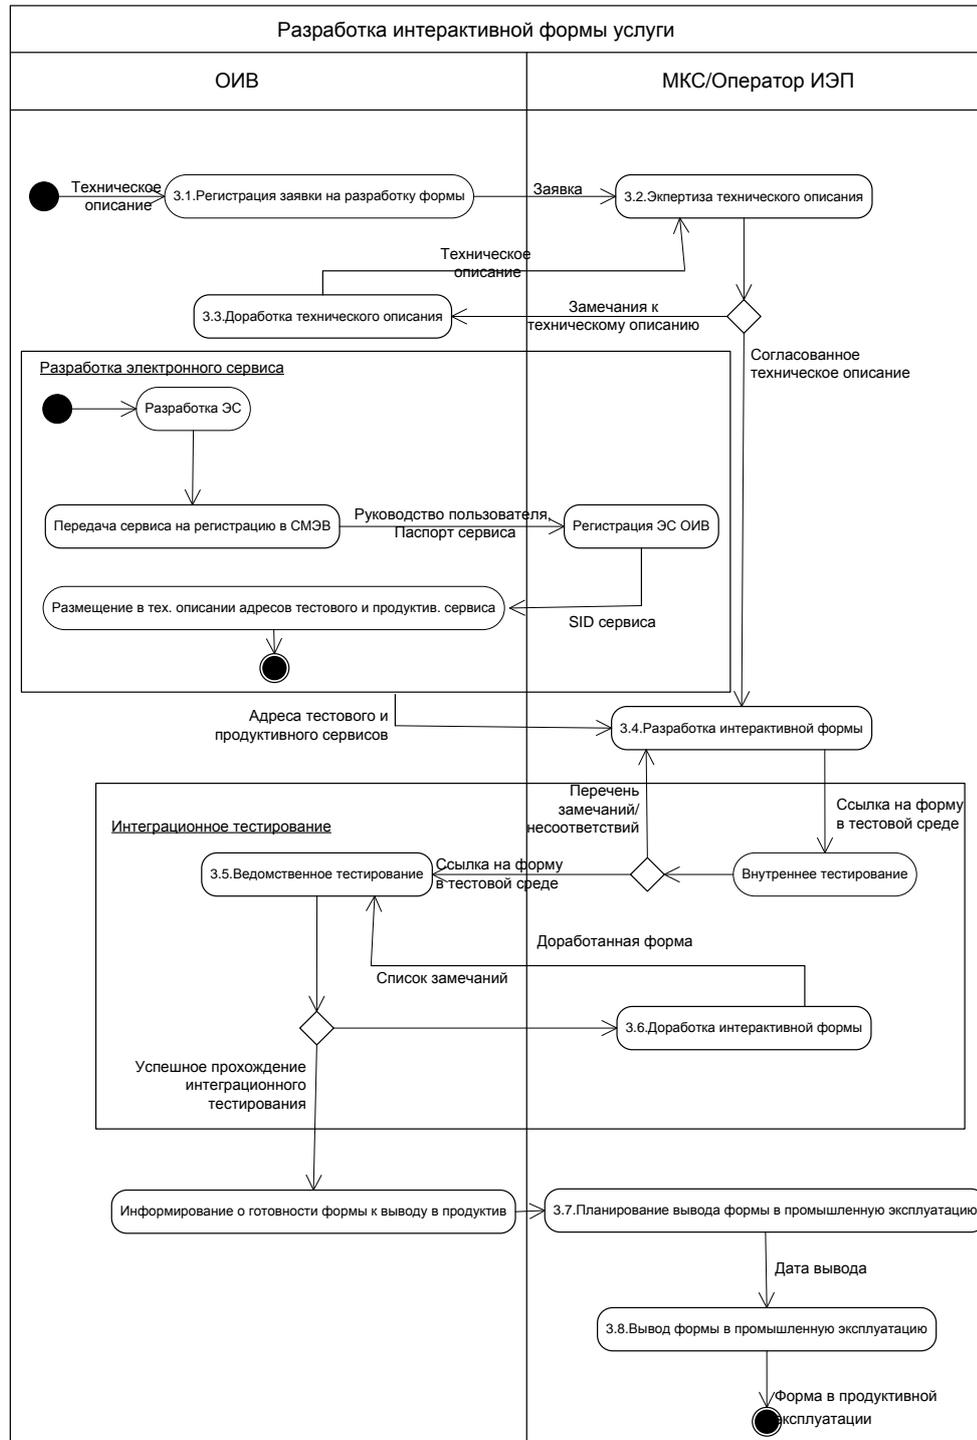 Разработка интерактивной формы услуги
ОИВ
МКС/Оператор ИЭП
Техническое
описание
3.1.Регистрация заявки на разработку формы
Заявка
3.2.Экпертиза технического описания
Техническое
описание
3.3.Доработка технического описания
Замечания к
техническому описанию
Согласованное
техническое описание
Разработка электронного сервиса
Разработка ЭС
Передача сервиса на регистрацию в СМЭВ
Руководство пользователя,
Паспорт сервиса
Регистрация ЭС ОИВ
Размещение в тех. описании адресов тестового и продуктив. сервиса
SID сервиса
Адреса тестового и
продуктивного сервисов
3.4.Разработка интерактивной формы
Перечень
замечаний/
несоответствий
Ссылка на форму
в тестовой среде
Интеграционное тестирование
3.5.Ведомственное тестирование
Ссылка на форму
в тестовой среде
Внутреннее тестирование
Доработанная форма
Список замечаний
3.6.Доработка интерактивной формы
Успешное прохождение
интеграционного
тестирования
Информирование о готовности формы к выводу в продуктив
3.7.Планирование вывода формы в промышленную эксплуатацию
Дата вывода
3.8.Вывод формы в промышленную эксплуатацию
Форма в продуктивной
эксплуатации